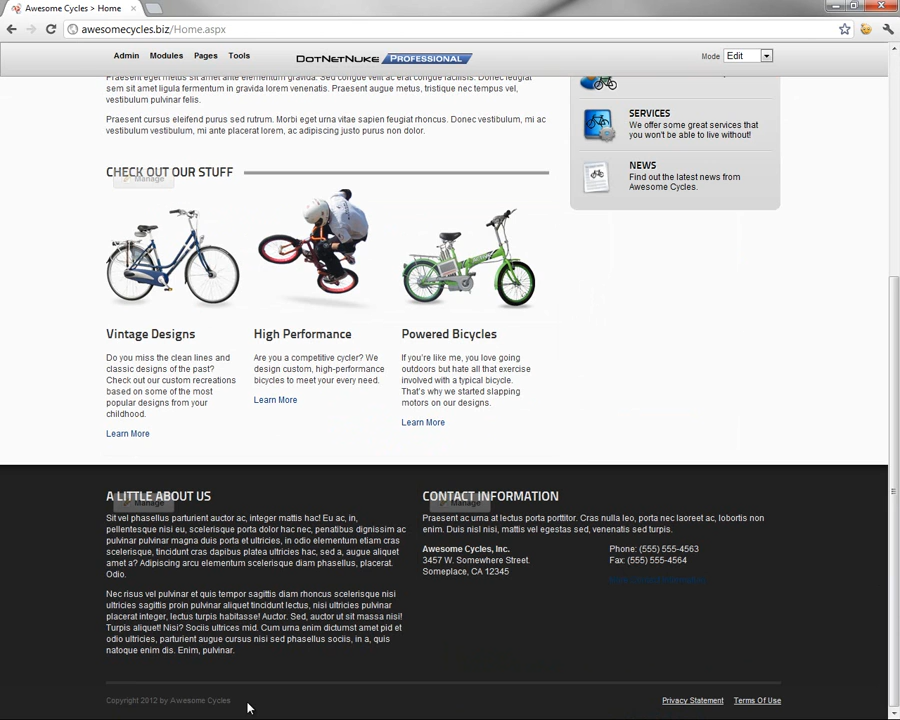 Awesome Cycles > Home
awesomecycles.biz/Home.aspx
Admin Modules Pages Tools
DOTNETNUKE PROFESSIONAL
Mode Edit
Praesent eget metus sit amet ante elementum gravida. Sed congue velit ac erat congue facilisis. Donec feugiat
sem sit amet ligula fermentum in gravida lorem venenatis. Praesent augue metus, tristique nec tempus vel,
vestibulum pulvinar felis.
Praesent cursus eleifend purus sed rutrum. Morbi eget urna vitae sapien feugiat rhoncus. Donec vestibulum, mi ac
vestibulum vestibulum, mi ante placerat lorem, ac adipiscing justo purus non dolor.
SERVICES
We offer some great services that
you won't be able to live without!
NEWS
Find out the latest news from
Awesome Cycles.
CHECK OUT OUR STUFF
Manage
Vintage Designs
Do you miss the clean lines and
classic designs of the past?
Check out our custom recreations
based on some of the most
popular designs from your
childhood.
Learn More
High Performance
Are you a competitive cycler? We
design custom, high-performance
bicycles to meet your every need.
Learn More
Powered Bicycles
If you're like me, you love going
outdoors but hate all that exercise
involved with a typical bicycle.
That's why we started slapping
motors on our designs.
Learn More
A LITTLE ABOUT US
Manage
Sit vel phasellus parturient auctor ac, integer mattis hac! Eu ac, in,
pellentesque nisi eu, scelerisque porta dolor hac nec, penatibus dignissim ac
pulvinar pulvinar magna duis porta et ultricies, in odio elementum etiam cras
scelerisque, tincidunt cras dapibus platea ultricies hac, sed a, augue aliquet
amet a? Adipiscing arcu elementum scelerisque diam phasellus, placerat.
Odio.
Nec risus vel pulvinar et quis tempor sagittis diam rhoncus scelerisque nisi
ultricies sagittis proin pulvinar aliquet tincidunt lectus, nisi ultricies mus
placerat integer, lectus turpis habitasse! Auctor. Sed, auctor ut sit massa nisi!
Turpis aliquet! Nisi? Sociis ultrices mid. Cum urna enim dictumst amet pid et
odio ultricies, parturient augue cursus nisi sed phasellus sociis, in a, quis
natoque enim dis. Enim, pulvinar.
CONTACT INFORMATION
Manage
Praesent ac urna at lectus porta porttitor. Cras nulla leo, porta nec laoreet ac, lobortis non
enim. Duis nisl nisi, mattis vel egestas sed, venenatis sed turpis.
Awesome Cycles, Inc.
3457 W. Somewhere Street.
Someplace, CA 12345
Phone: (555) 555-4563
Fax: (555) 555-4564
Copyright 2012 by Awesome Cycles
Privacy Statement Terms Of Use